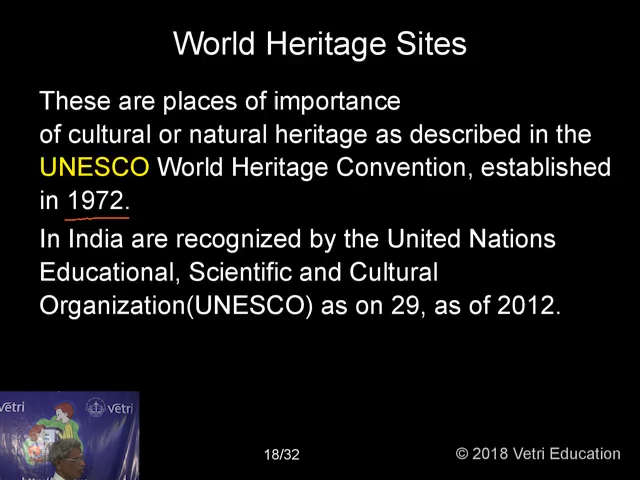 World Heritage Sites
These are places of importance
of cultural or natural heritage as described in the
UNESCO World Heritage Convention, established
in 1972.
In India are recognized by the United Nations
Educational, Scientific and Cultural
Organization(UNESCO) as on 29, as of 2012.
Vetri
Vetri
18/32
© 2018 Vetri Education